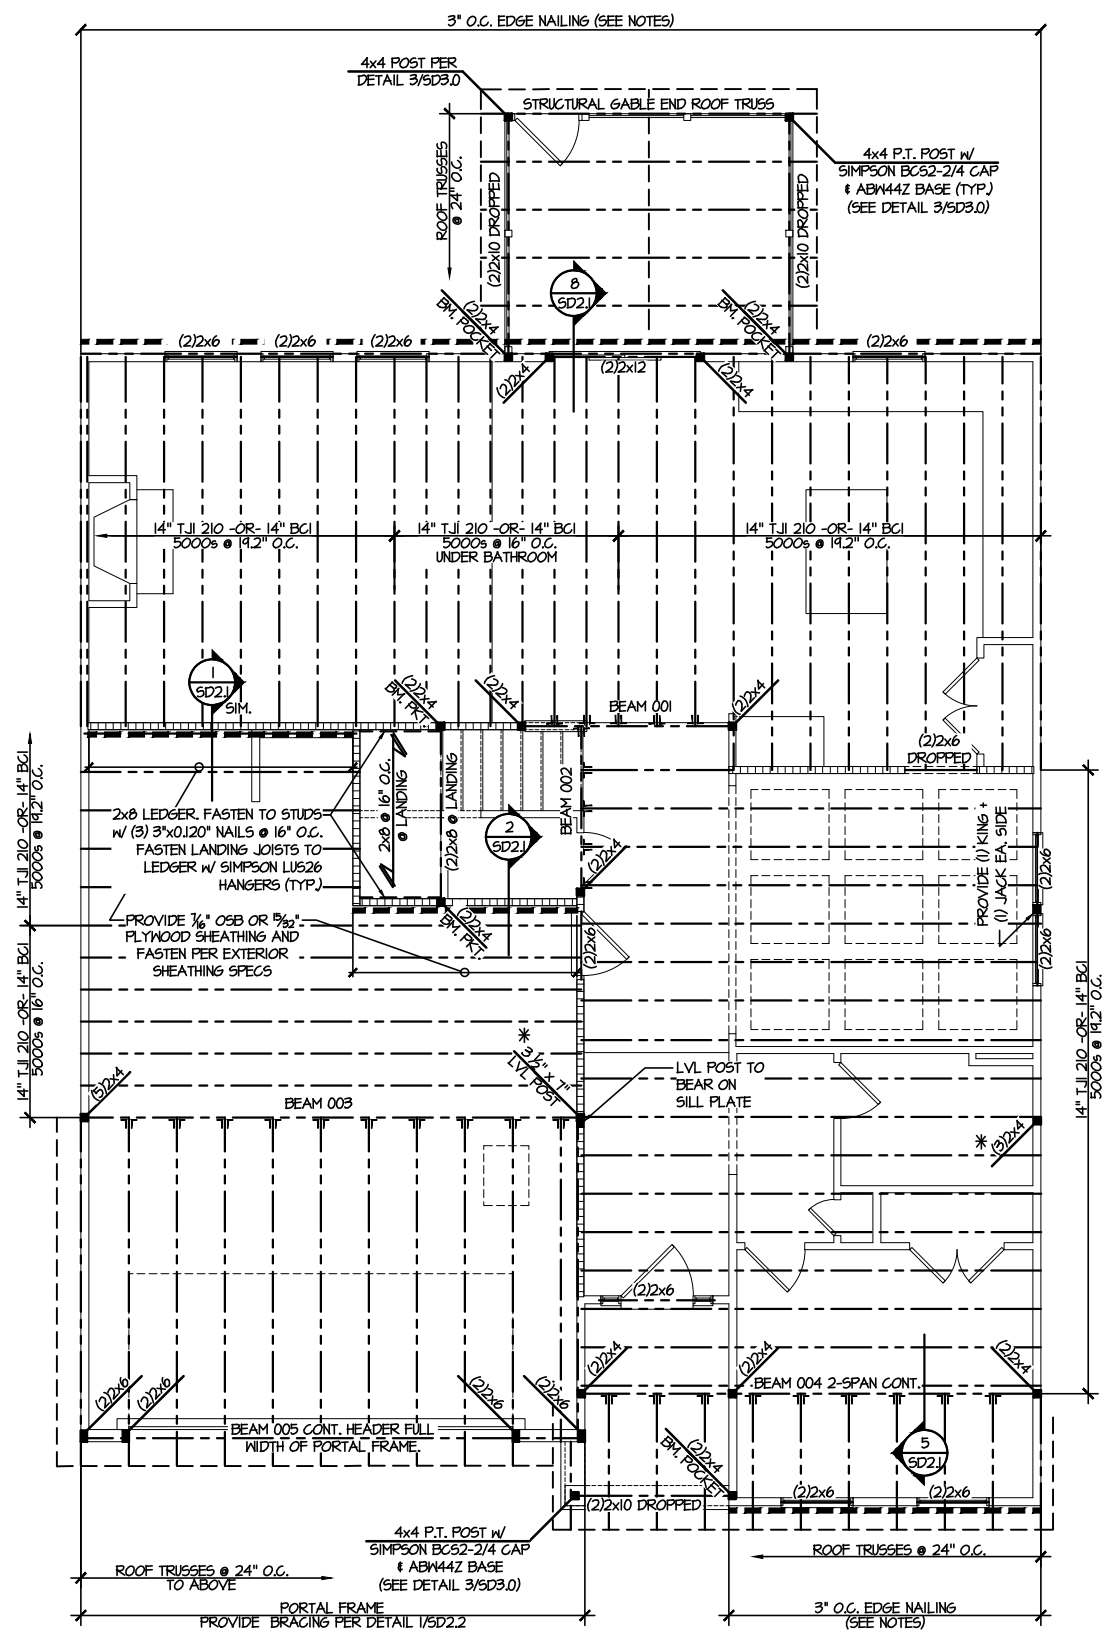 3" O.C. EDGE NAILING (SEE NOTES)
4x4 POST PER
DETAIL 3/SD3.0
STRUCTURAL GABLE END ROOF TRUSS
ROOF TRUSSES
@ 24" O.C.
(2)2x10 DROPPED
(2)2x10 DROPPED
4x4 P.T. POST w/
SIMPSON BCS2-2/4 CAP
& ABW44Z BASE (TYP.)
(SEE DETAIL 3/SD3.0)
8
SD2.1
(2)2x4
BM. POCKET
(2)2x4
BM. POCKET
(2)2x6
(2)2x6
(2)2x6
(2)2x6
(2)2x4
(2)2x12
(2)2x4
14" TJI 210 -OR- 14" BCI
5000s @ 19.2" O.C.
14" TJI 210 -OR- 14" BCI
5000s @ 16" O.C.
UNDER BATHROOM
14" TJI 210 -OR- 14" BCI
5000s @ 19.2" O.C.
1
SD2.1
SIM.
(2)2x4
BM. PKT.
(2)2x4
BEAM 001
(2)2x4
(2)2x6
DROPPED
14" TJI 210 -OR- 14" BCI
5000s @ 19.2" O.C.
2x8 @ 16" O.C.
@ LANDING
(2)2x8 @ LANDING
BEAM 002
2
SD2.1
2x8 LEDGER. FASTEN TO STUDS
w/ (3) 3"x0.120" NAILS @ 16" O.C.
FASTEN LANDING JOISTS TO
LEDGER w/ SIMPSON LUS26
HANGERS (TYP.)
(2)2x4
PROVIDE (1) KING +
(1) JACK EA. SIDE
(2)2x6
(2)2x6
PROVIDE 7/16" OSB OR 15/32"
PLYWOOD SHEATHING AND
FASTEN PER EXTERIOR
SHEATHING SPECS
(2)2x4
BM. PKT.
(2)2x6
14" TJI 210 -OR- 14" BCI
5000s @ 16" O.C.
14" TJI 210 -OR- 14" BCI
5000s @ 19.2" O.C.
*
3 1/2" x 7"
LVL POST
LVL POST TO
BEAR ON
SILL PLATE
(5)2x4
BEAM 003
*
(3)2x4
(2)2x6
(2)2x4
(2)2x4
(2)2x4
BEAM 004 2-SPAN CONT.
(2)2x6
(2)2x6
(2)2x6
(2)2x6
BEAM 005 CONT. HEADER FULL
WIDTH OF PORTAL FRAME.
5
SD2.1
(2)2x4
BM. POCKET
(2)2x6
(2)2x6
(2)2x10 DROPPED
4x4 P.T. POST w/
SIMPSON BCS2-2/4 CAP
& ABW44Z BASE
(SEE DETAIL 3/SD3.0)
ROOF TRUSSES @ 24" O.C.
ROOF TRUSSES @ 24" O.C.
TO ABOVE
PORTAL FRAME
PROVIDE BRACING PER DETAIL 1/SD2.2
3" O.C. EDGE NAILING
(SEE NOTES)